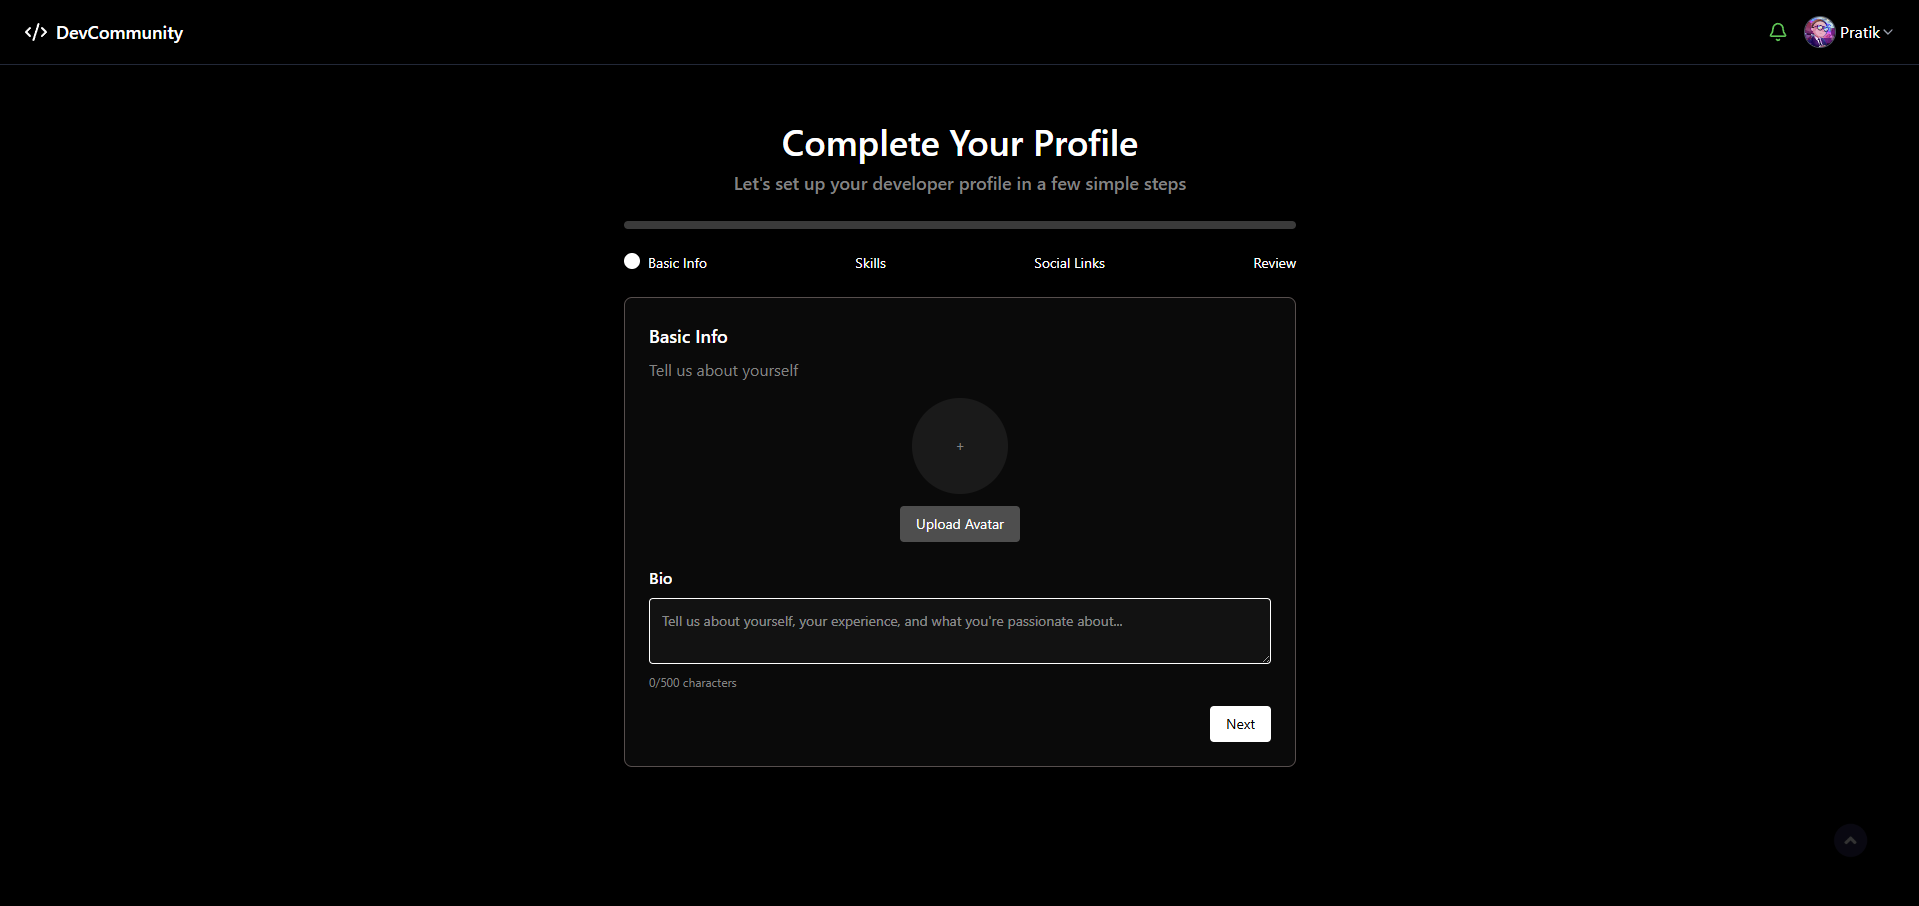 </> DevCommunity
Pratik
Complete Your Profile
Let's set up your developer profile in a few simple steps
Basic Info Skills Social Links Review
Basic Info
Tell us about yourself
+
Upload Avatar
Bio
Tell us about yourself, your experience, and what you're passionate about...
0/500 characters
Next